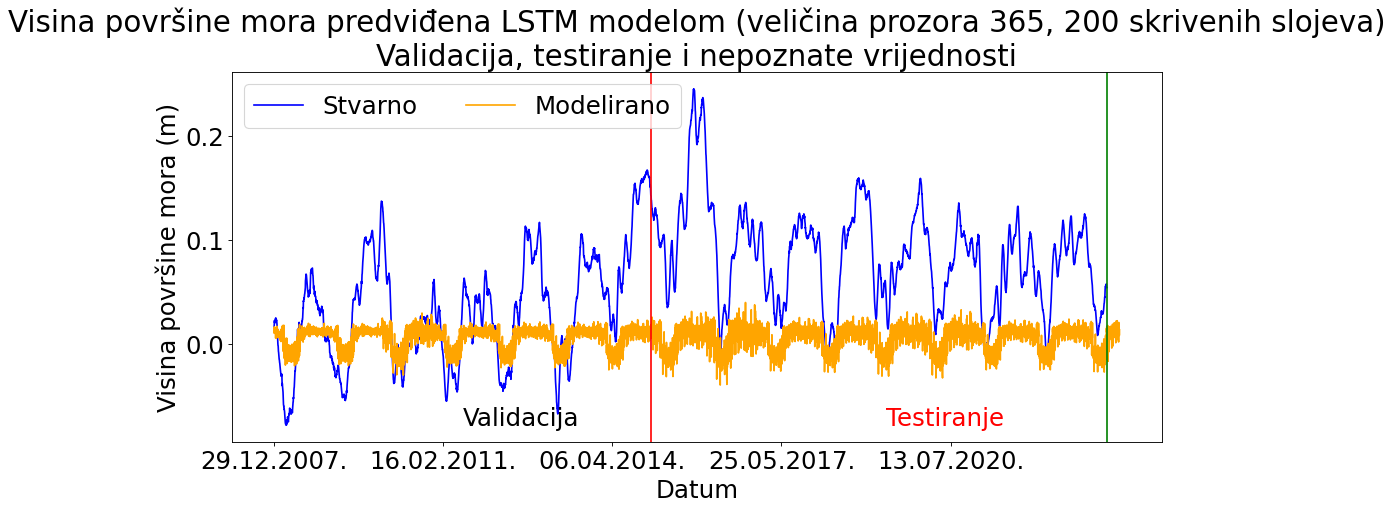 Visina površine mora predviđena LSTM modelom (veličina prozora 365, 200 skrivenih slojeva)
Validacija, testiranje i nepoznate vrijednosti
Stvarno Modelirano
Visina površine mora (m)
0.2
0.1
0.0
Validacija Testiranje
29.12.2007. 16.02.2011. 06.04.2014. 25.05.2017. 13.07.2020.
Datum